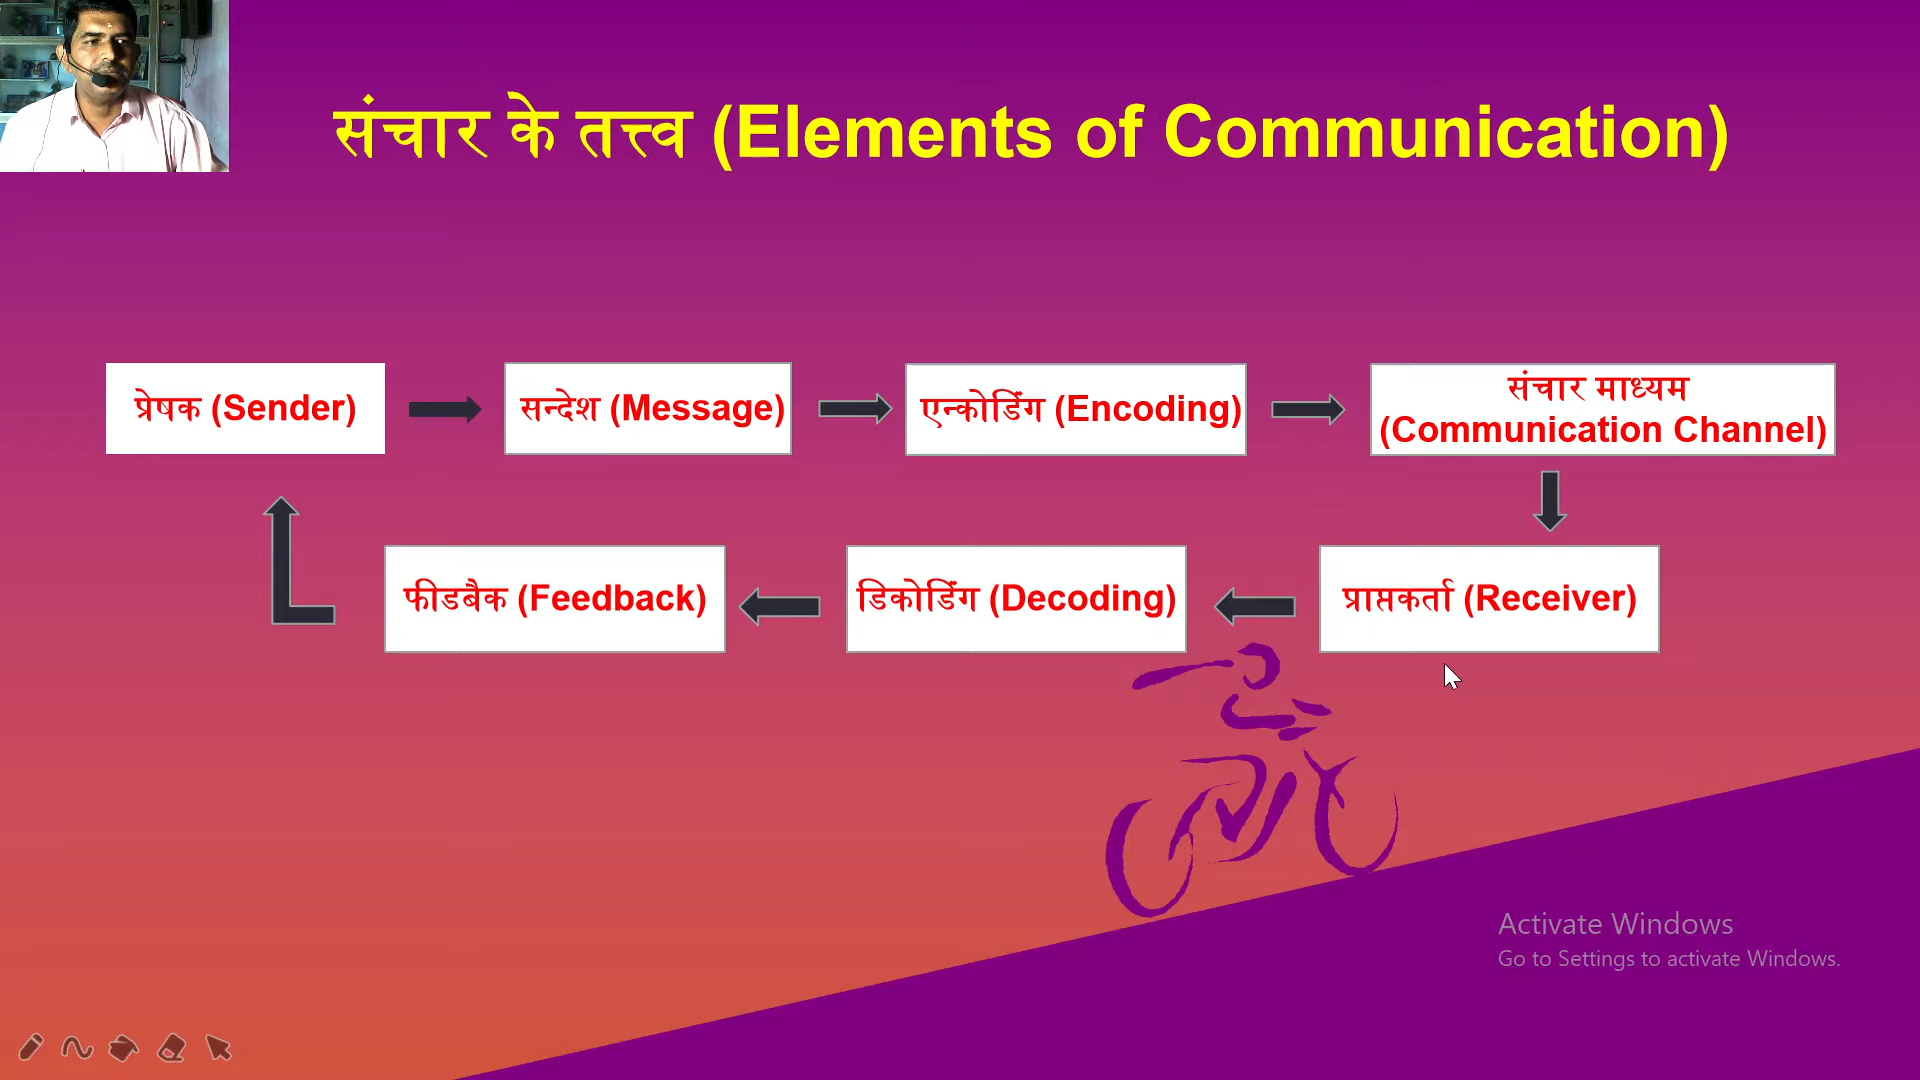 संचार के तत्त्व (Elements of Communication)
प्रेषक (Sender)
सन्देश (Message)
एन्कोडिंग (Encoding)
संचार माध्यम
(Communication Channel)
प्राप्तकर्ता (Receiver)
डिकोडिंग (Decoding)
फीडबैक (Feedback)
Activate Windows
Go to Settings to activate Windows.